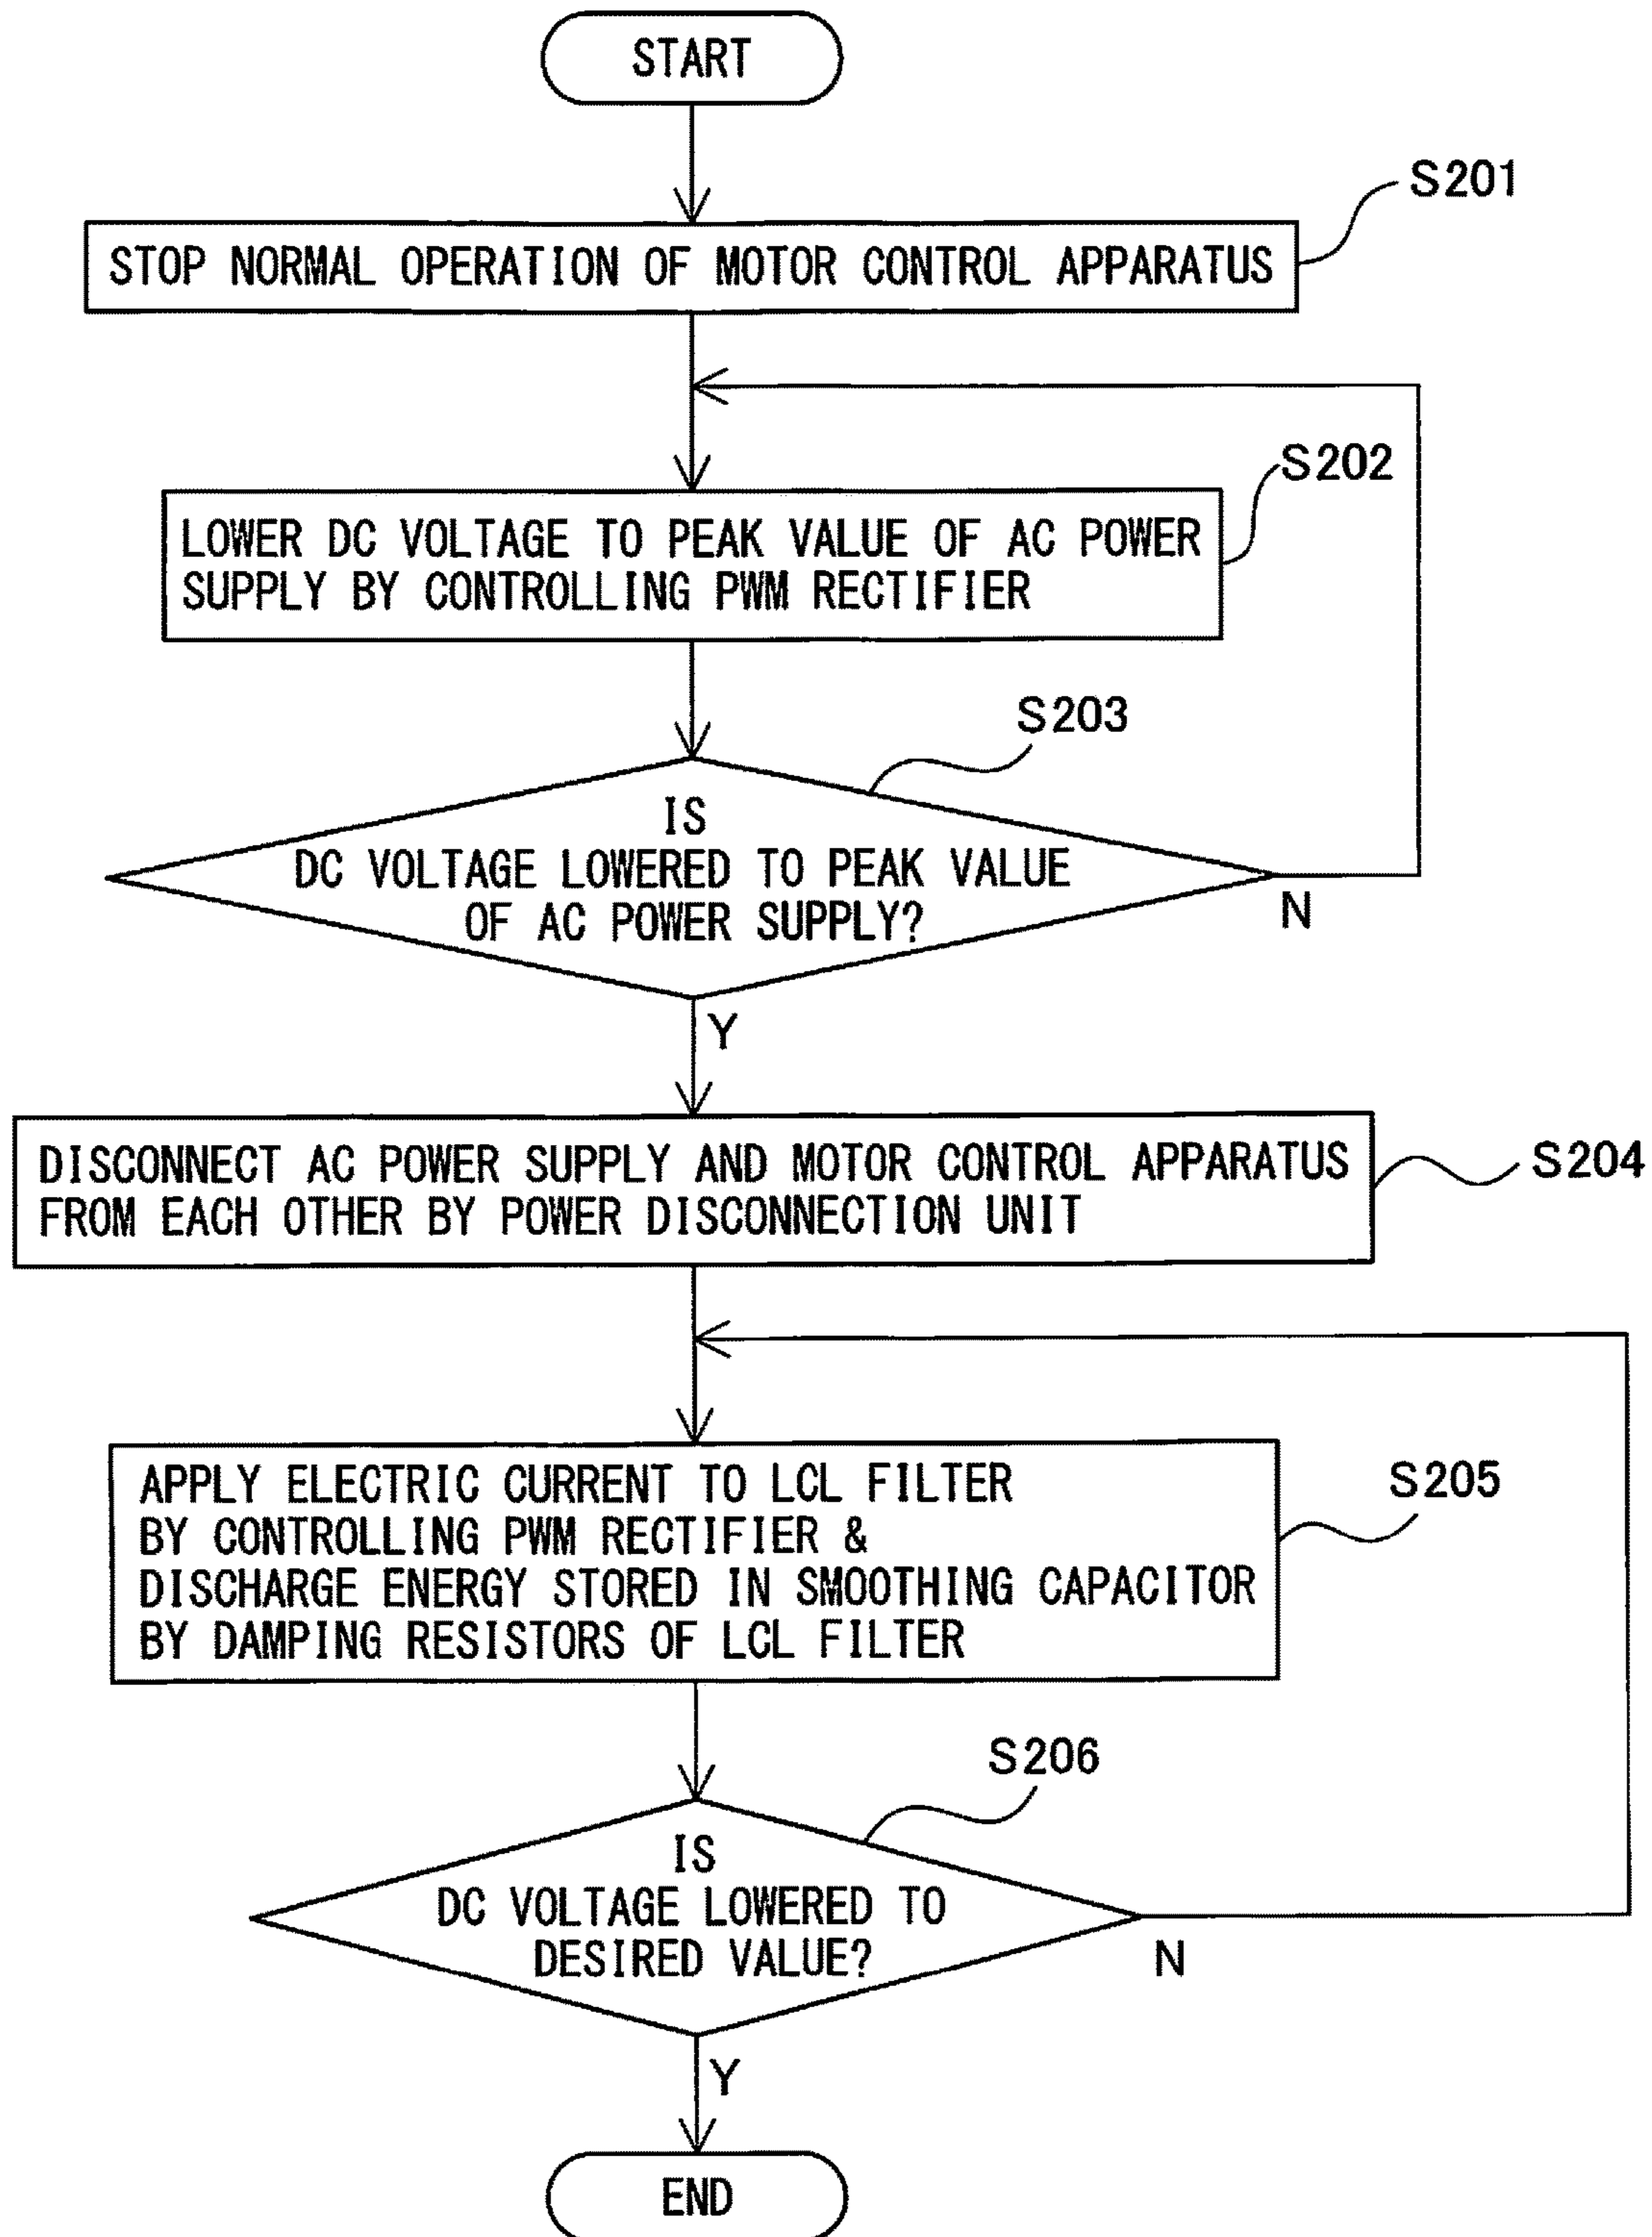 START
S201
STOP NORMAL OPERATION OF MOTOR CONTROL APPARATUS
S202
LOWER DC VOLTAGE TO PEAK VALUE OF AC POWER
SUPPLY BY CONTROLLING PWM RECTIFIER
S203
IS
DC VOLTAGE LOWERED TO PEAK VALUE
OF AC POWER SUPPLY?
N
Y
DISCONNECT AC POWER SUPPLY AND MOTOR CONTROL APPARATUS
FROM EACH OTHER BY POWER DISCONNECTION UNIT
S204
APPLY ELECTRIC CURRENT TO LCL FILTER
BY CONTROLLING PWM RECTIFIER &
DISCHARGE ENERGY STORED IN SMOOTHING CAPACITOR
BY DAMPING RESISTORS OF LCL FILTER
S205
S206
IS
DC VOLTAGE LOWERED TO
DESIRED VALUE?
N
Y
END